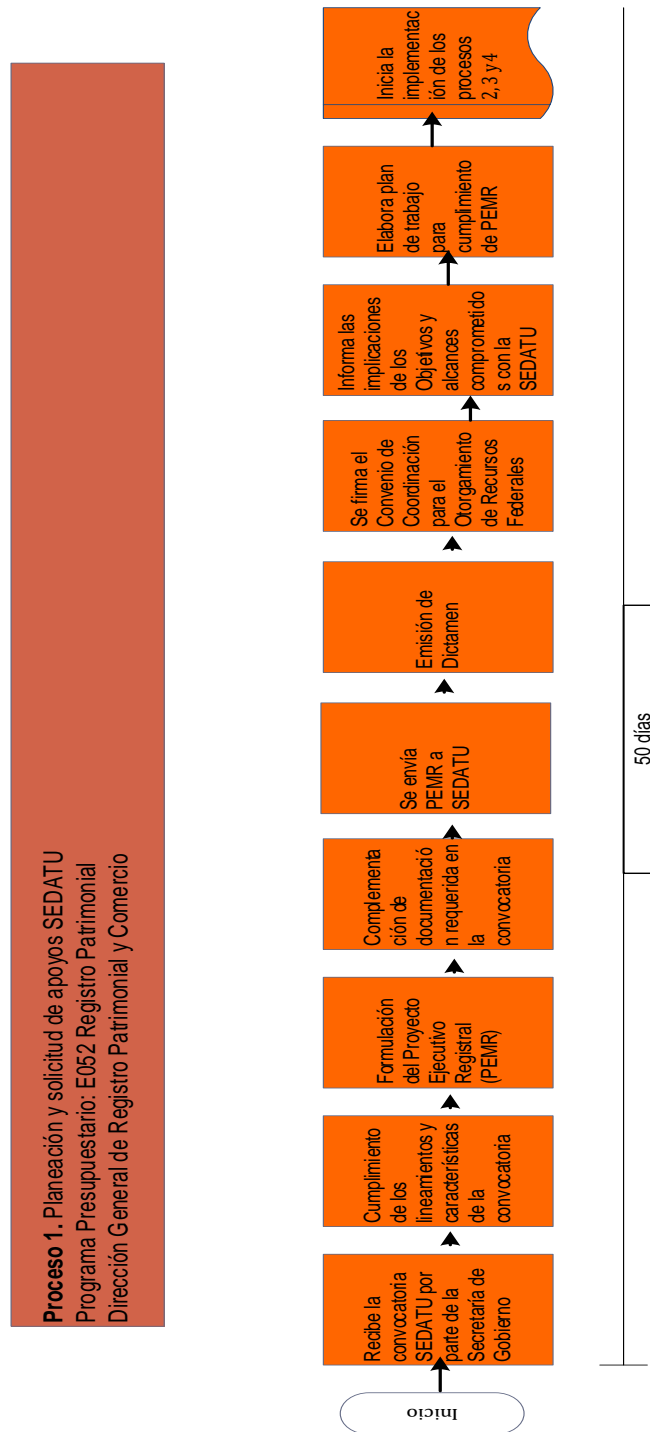 Proceso 1. Planeación y solicitud de apoyos SEDATU
Programa Presupuestario: E052 Registro Patrimonial
Dirección General de Registro Patrimonial y Comercio
Inicio
Recibe la
convocatoria
SEDATU por
parte de la
Secretaría de
Gobierno
Cumplimiento
de los
lineamientos y
características
de la
convocatoria
Formulación
del Proyecto
Ejecutivo
Registral
(PEMR)
Complementa
ción de
documentació
n requerida en
la
convocatoria
Se envía
PEMR a
SEDATU
Emisión de
Dictamen
Se firma el
Convenio de
Coordinación
para el
Otorgamiento
de Recursos
Federales
Informa las
implicaciones
de los
Objetivos y
alcances
comprometido
s con la
SEDATU
Elabora plan
de trabajo
para
cumplimiento
de PEMR
Inicia la
implementac
ión de los
procesos
2, 3 y 4
50 días